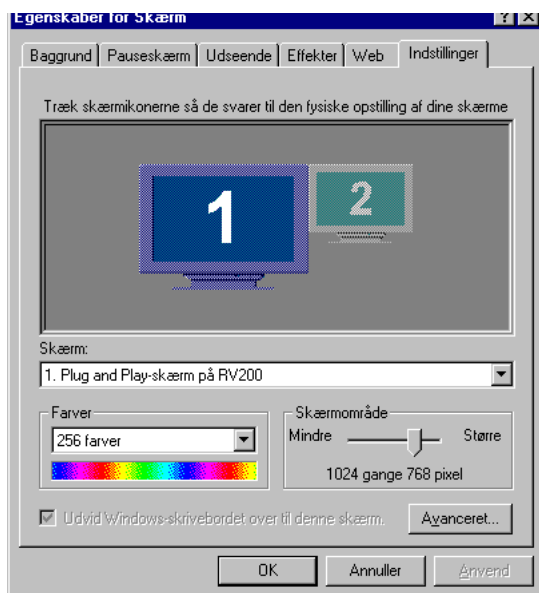 Egenskaber for Skærm
Baggrund Pauseskærm Udseende Effekter Web Indstillinger
Træk skærmikonerne så de svarer til den fysiske opstilling af dine skærme
1 2
Skærm:
1. Plug and Play-skærm på RV200
Farver
256 farver
Skærmområde
Mindre Større
1024 gange 768 pixel
Udvid Windows-skrivebordet over til denne skærm.
Avanceret...
OK Annuller Anvend